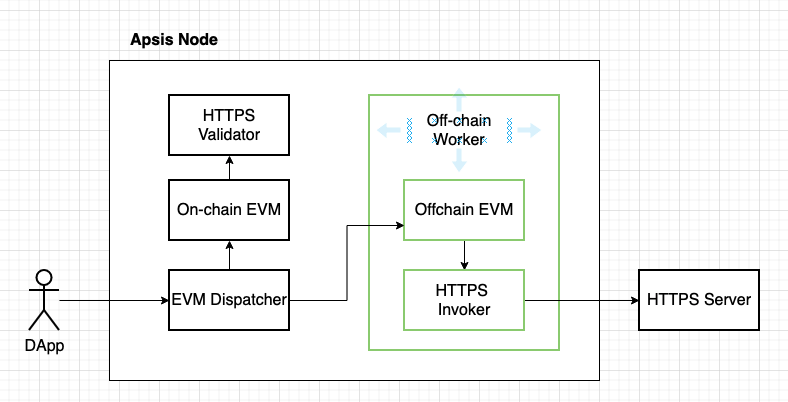 Apsis Node
HTTPS
Validator
Off-chain
Worker
On-chain EVM
Offchain EVM
EVM Dispatcher
HTTPS
Invoker
HTTPS Server
DApp